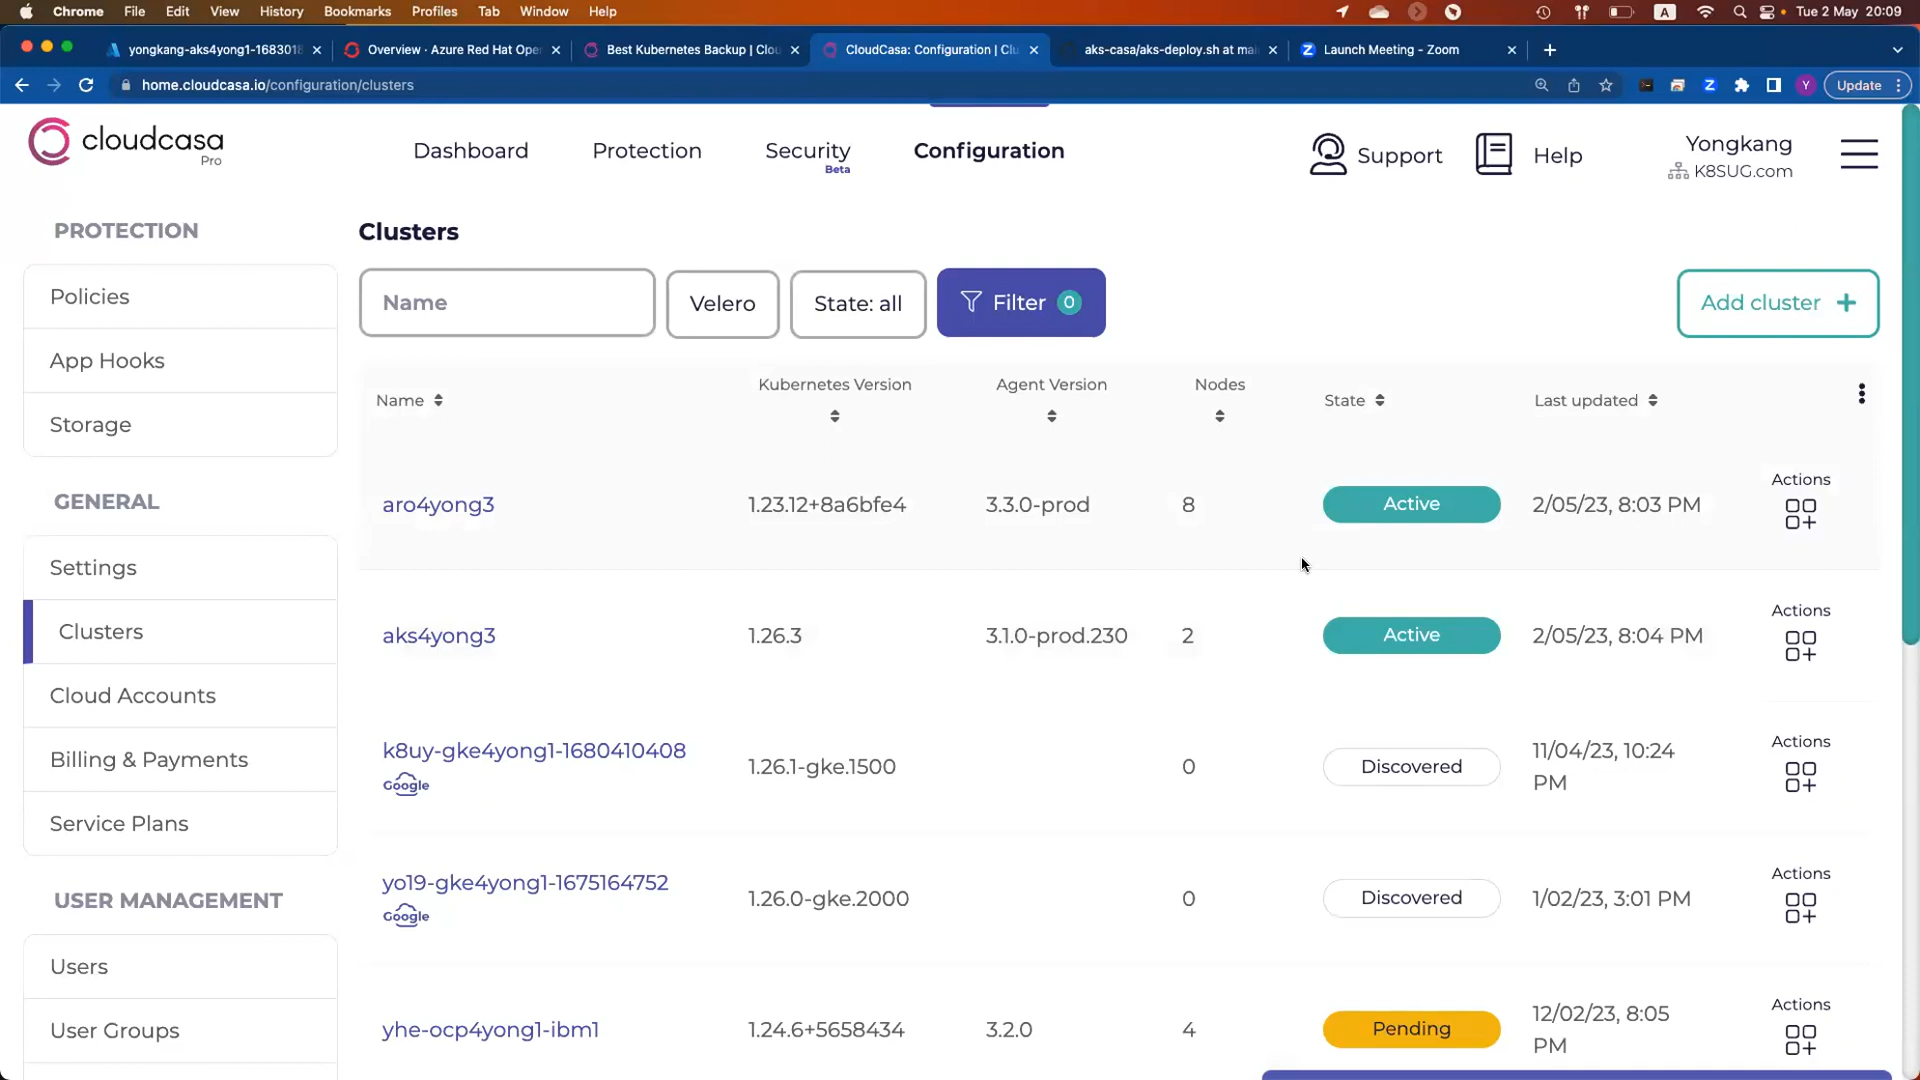 Chrome File Edit View History Bookmarks Profiles Tab Window Help A Tue 2 May 20:09
yongkang-aks4yong1-1683018 Overview · Azure Red Hat Ope Best Kubernetes Backup | Clou CloudCasa: Configuration | Clu aks-casa/aks-deploy.sh at mai Launch Meeting - Zoom
home.cloudcasa.io/configuration/clusters Y Update
cloudcasa
Pro
Dashboard Protection Security Configuration
Beta
Support Help
Yongkang
K8SUG.com
PROTECTION
Policies
App Hooks
Storage
GENERAL
Settings
Clusters
Cloud Accounts
Billing & Payments
Service Plans
USER MANAGEMENT
Users
User Groups
Clusters
Name Velero State: all Filter 0 Add cluster +
Name Kubernetes Version Agent Version Nodes State Last updated
aro4yong3 1.23.12+8a6bfe4 3.3.0-prod 8 Active 2/05/23, 8:03 PM Actions
aks4yong3 1.26.3 3.1.0-prod.230 2 Active 2/05/23, 8:04 PM Actions
k8uy-gke4yong1-1680410408 1.26.1-gke.1500 0 Discovered 11/04/23, 10:24 Actions
Google PM
yo19-gke4yong1-1675164752 1.26.0-gke.2000 0 Discovered 1/02/23, 3:01 PM Actions
Google
yhe-ocp4yong1-ibm1 1.24.6+5658434 3.2.0 4 Pending 12/02/23, 8:05 Actions
PM